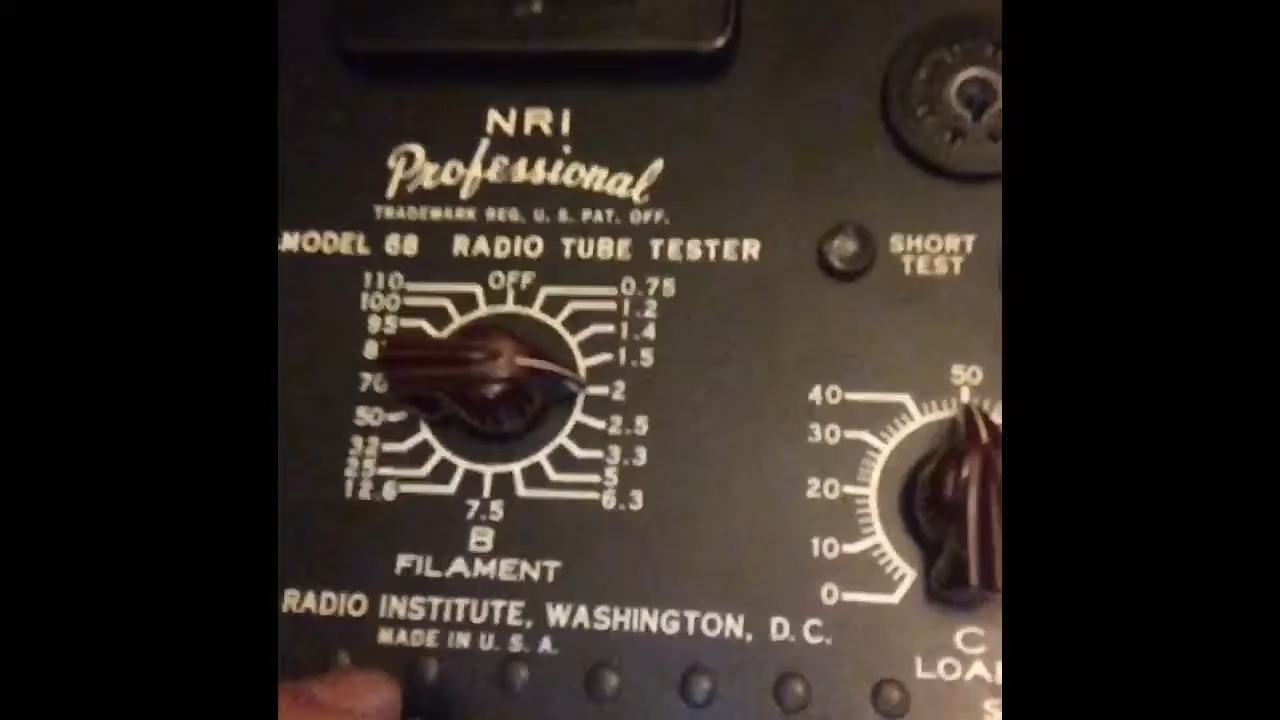 NRI
Professional
TRADEMARK REG. U. S. PAT. OFF.
MODEL 68 RADIO TUBE TESTER
SHORT
TEST
OFF
110
100
95
70
50
12.6
0.75
1.2
1.4
1.5
2
2.5
3.3
5
6.3
7.5
B
FILAMENT
50
40
30
20
10
0
C
RADIO INSTITUTE, WASHINGTON, D. C.
MADE IN U. S. A.